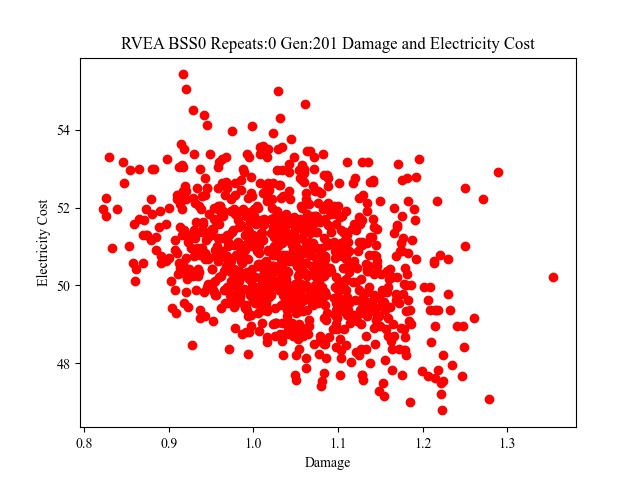 RVEA BSS0 Repeats:0 Gen:201 Damage and Electricity Cost
54
52
50
48
Electricity Cost
0.8 0.9 1.0 1.1 1.2 1.3
Damage